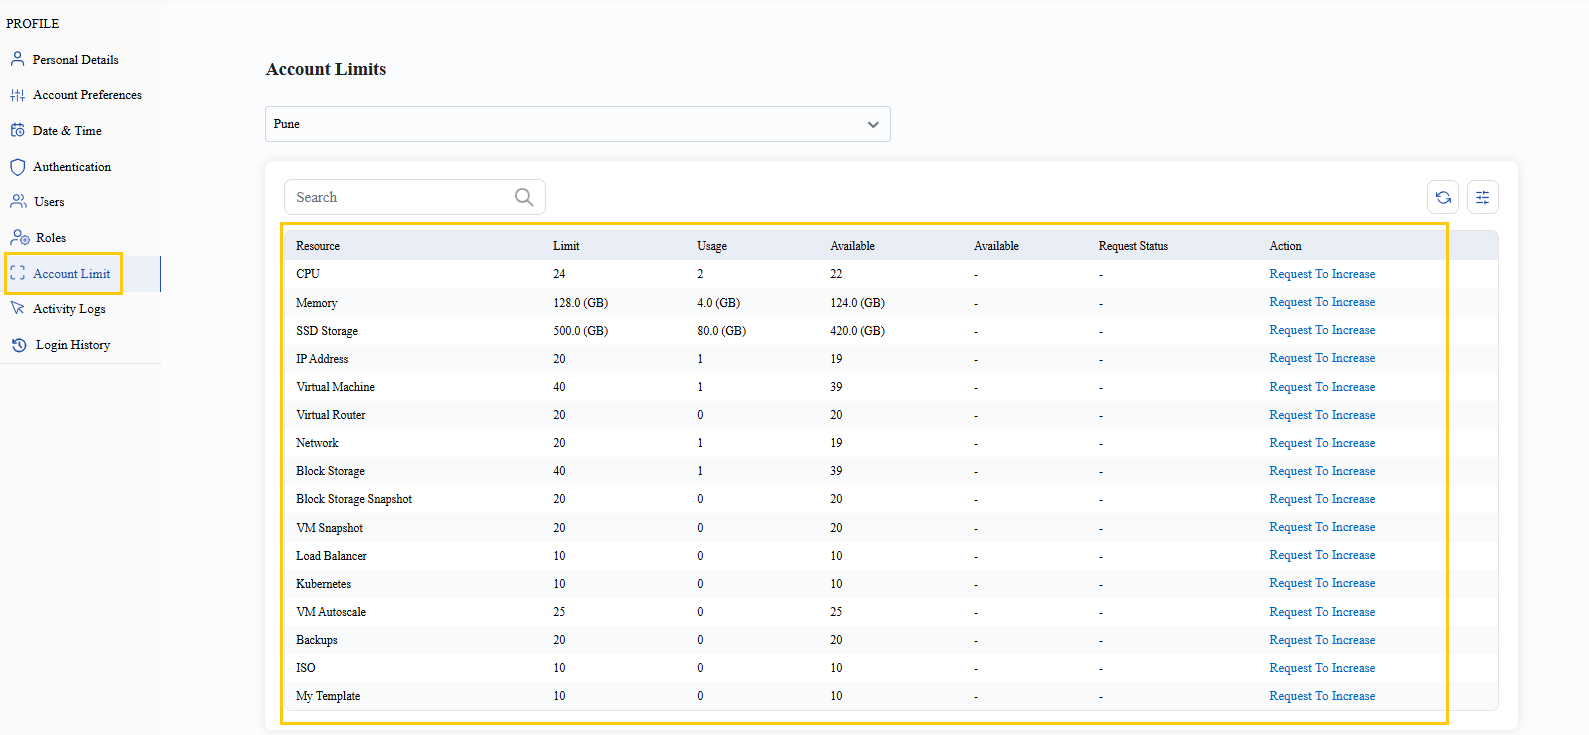 PROFILE
Personal Details
Account Preferences
Date & Time
Authentication
Users
Roles
Account Limit
Activity Logs
Login History
Account Limits
Pune
Search
Resource Limit Usage Available Available Request Status Action
CPU 24 2 22 - - Request To Increase
Memory 128.0 (GB) 4.0 (GB) 124.0 (GB) - - Request To Increase
SSD Storage 500.0 (GB) 80.0 (GB) 420.0 (GB) - - Request To Increase
IP Address 20 1 19 - - Request To Increase
Virtual Machine 40 1 39 - - Request To Increase
Virtual Router 20 0 20 - - Request To Increase
Network 20 1 19 - - Request To Increase
Block Storage 40 1 39 - - Request To Increase
Block Storage Snapshot 20 0 20 - - Request To Increase
VM Snapshot 20 0 20 - - Request To Increase
Load Balancer 10 0 10 - - Request To Increase
Kubernetes 10 0 10 - - Request To Increase
VM Autoscale 25 0 25 - - Request To Increase
Backups 20 0 20 - - Request To Increase
ISO 10 0 10 - - Request To Increase
My Template 10 0 10 - - Request To Increase